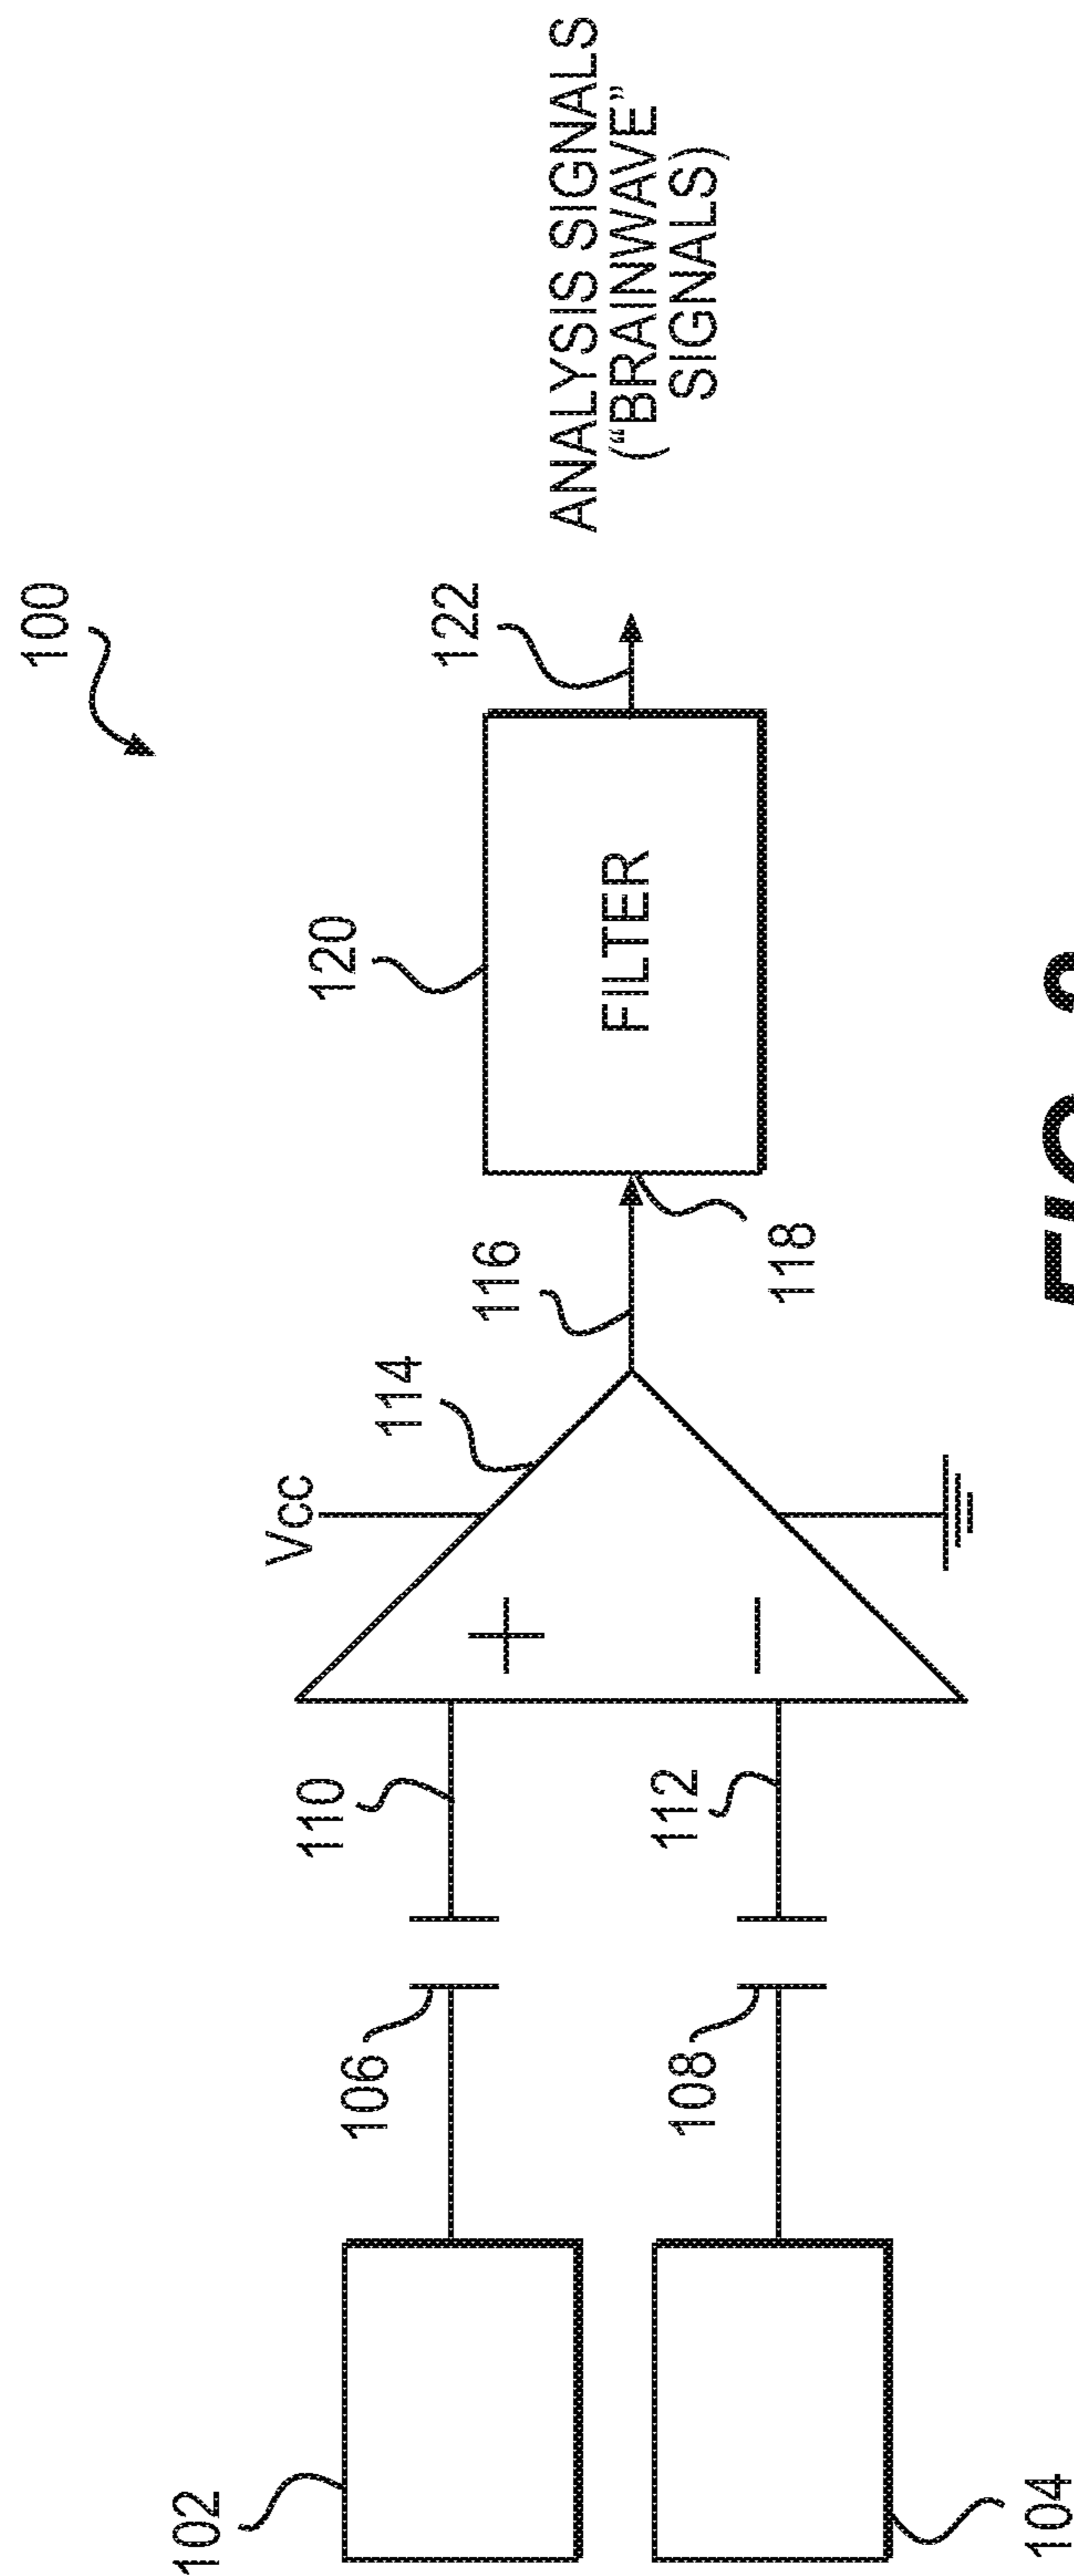 100
ANALYSIS SIGNALS
("BRAINWAVE"
SIGNALS)
122
120
FILTER
116
118
114
Vcc
+
−
110
112
106
108
102
104